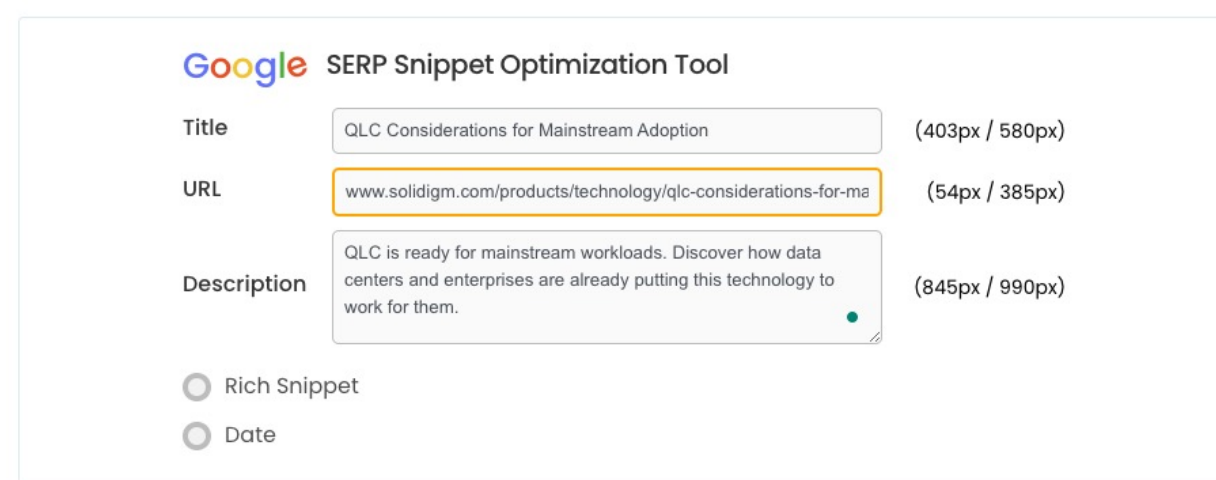 Google SERP Snippet Optimization Tool
Title
QLC Considerations for Mainstream Adoption
(403px / 580px)
URL
www.solidigm.com/products/technology/qlc-considerations-for-ma
(54px / 385px)
Description
QLC is ready for mainstream workloads. Discover how data
centers and enterprises are already putting this technology to
work for them.
(845px / 990px)
Rich Snippet
Date